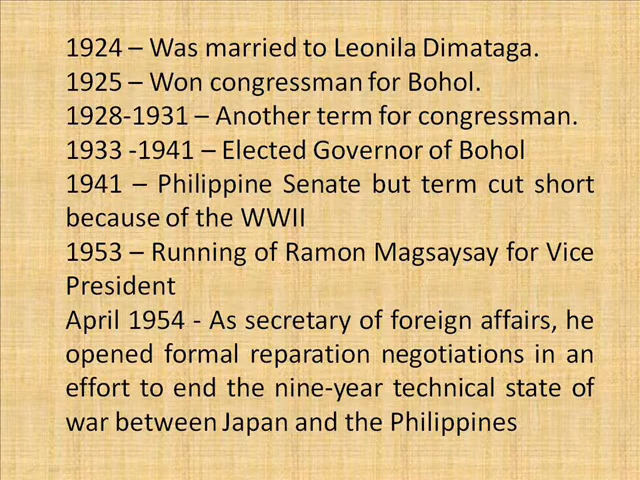 1924 – Was married to Leonila Dimataga.
1925 – Won congressman for Bohol.
1928-1931 – Another term for congressman.
1933 -1941 – Elected Governor of Bohol
1941 – Philippine Senate but term cut short
because of the WWII
1953 – Running of Ramon Magsaysay for Vice
President
April 1954 - As secretary of foreign affairs, he
opened formal reparation negotiations in an
effort to end the nine-year technical state of
war between Japan and the Philippines